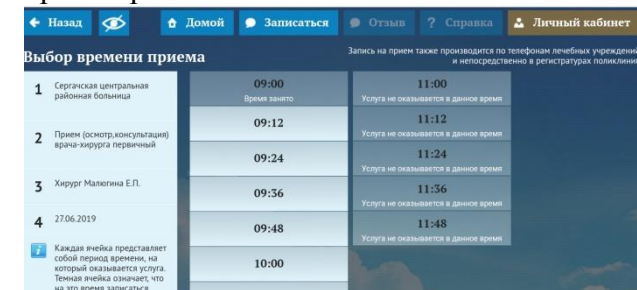 Назад
Домой
Записаться
Отзыв
? Справка
Личный кабинет
Выбор времени приема
Запись на прием также производится по телефонам лечебных учреждений
и непосредственно в регистратурах поликлиник
1 Сергачская центральная
районная больница
2 Прием (осмотр,консультация)
врача-хирурга первичный
3 Хирург Малюгина Е.П.
4 27.06.2019
i Каждая ячейка представляет
собой период времени, на
который оказывается услуга.
Темная ячейка означает, что
на это время записаться
09:00
Время занято
09:12
09:24
09:36
09:48
10:00
11:00
Услуга не оказывается в данное время
11:12
Услуга не оказывается в данное время
11:24
Услуга не оказывается в данное время
11:36
Услуга не оказывается в данное время
11:48
Услуга не оказывается в данное время